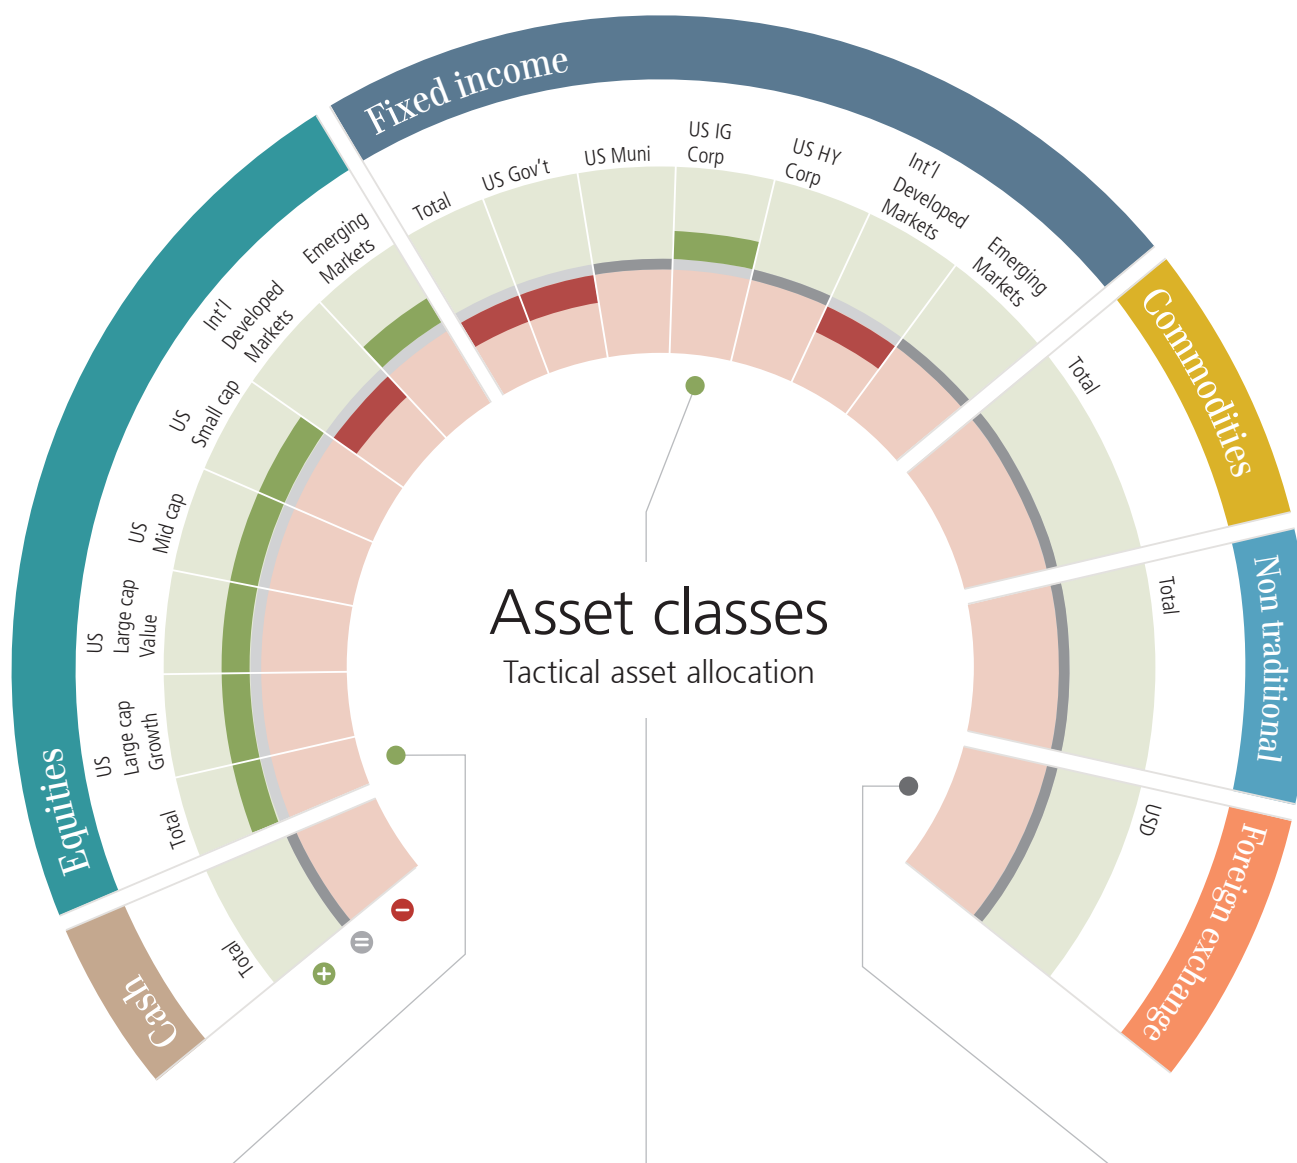 Fixed income
Equities
Cash
Commodities
Non traditional
Foreign exchange
Total
US Gov't
US Muni
US IG
Corp
US HY
Corp
Int'l
Developed
Markets
Emerging
Markets
Emerging
Markets
Int'l
Developed
Markets
US
Small cap
US
Mid cap
US
Large cap
Value
US
Large cap
Growth
Total
Total
Total
Total
USD
Asset classes
Tactical asset allocation
+
=
−